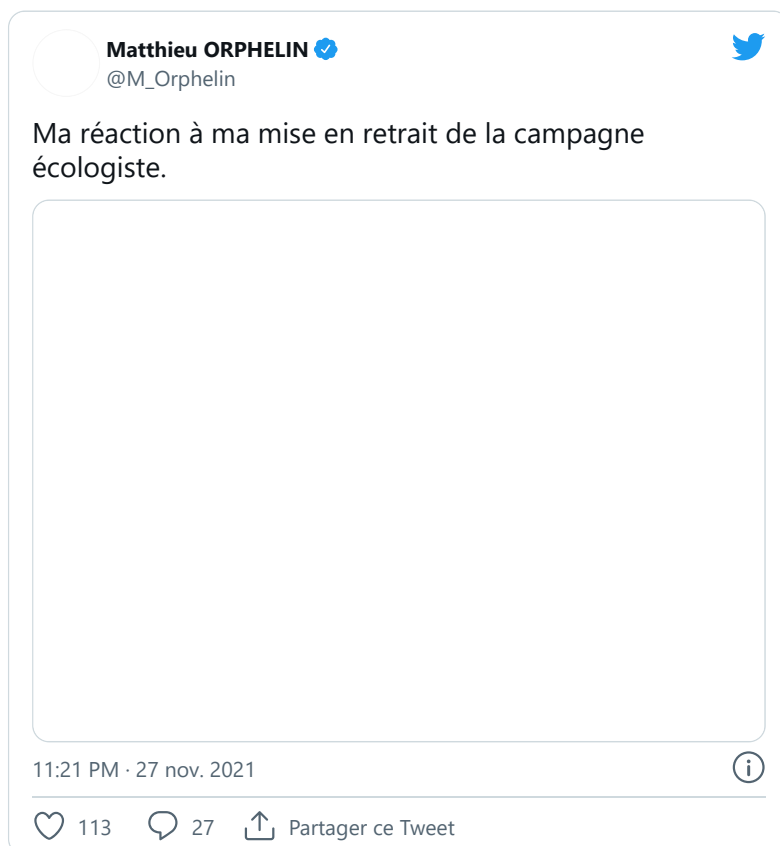 Matthieu ORPHELIN
@M_Orphelin
Ma réaction à ma mise en retrait de la campagne
écologiste.
11:21 PM · 27 nov. 2021
113 27 Partager ce Tweet